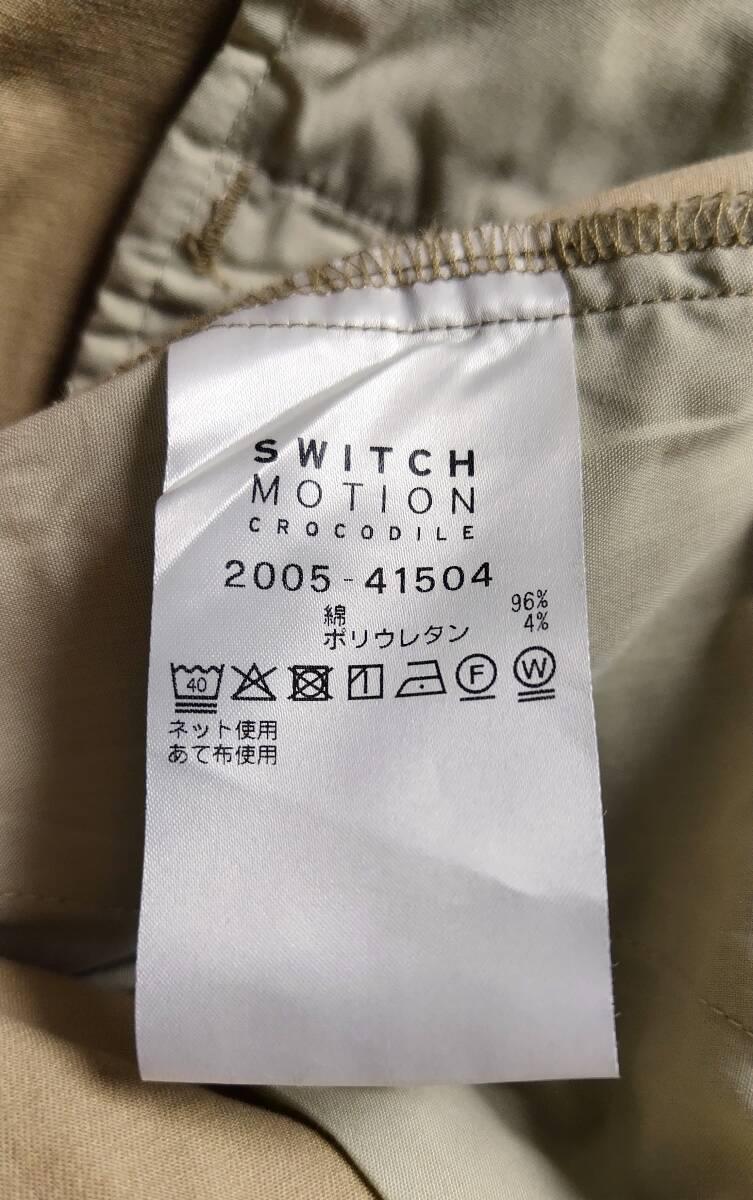 SWITCH
MOTION
CROCODILE
2005-41504
綿 96%
ポリウレタン 4%
40 F W
ネット使用
あて布使用